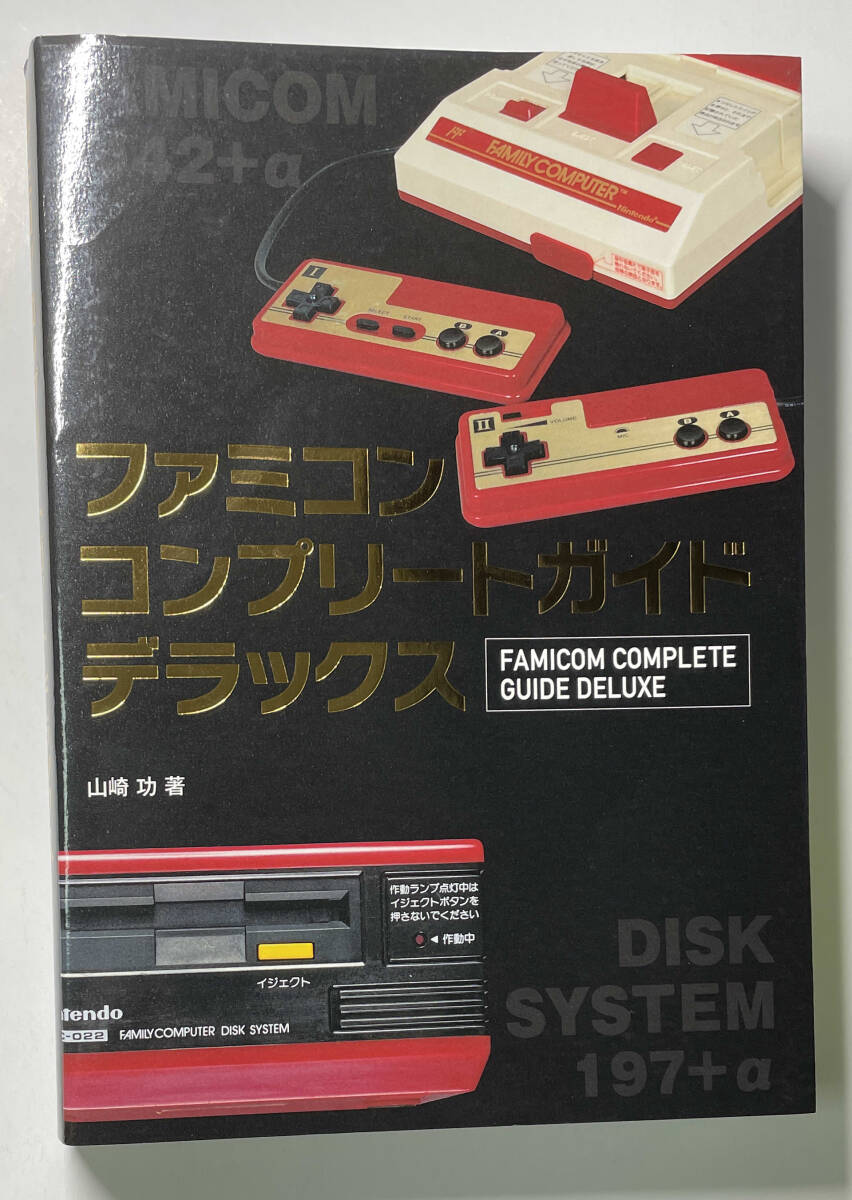 FAMICOM
42+α
FAMILY COMPUTER™
Nintendo®
I
SELECT
START
B
A
II
VOLUME
MIC
B
A
ファミコン
コンプリートガイド
デラックス
FAMICOM COMPLETE
GUIDE DELUXE
山崎 功 著
作動ランプ点灯中は
イジェクトボタンを
押さないでください
◀ 作動中
イジェクト
ntendo
C-022
FAMILY COMPUTER DISK SYSTEM
DISK
SYSTEM
197+α